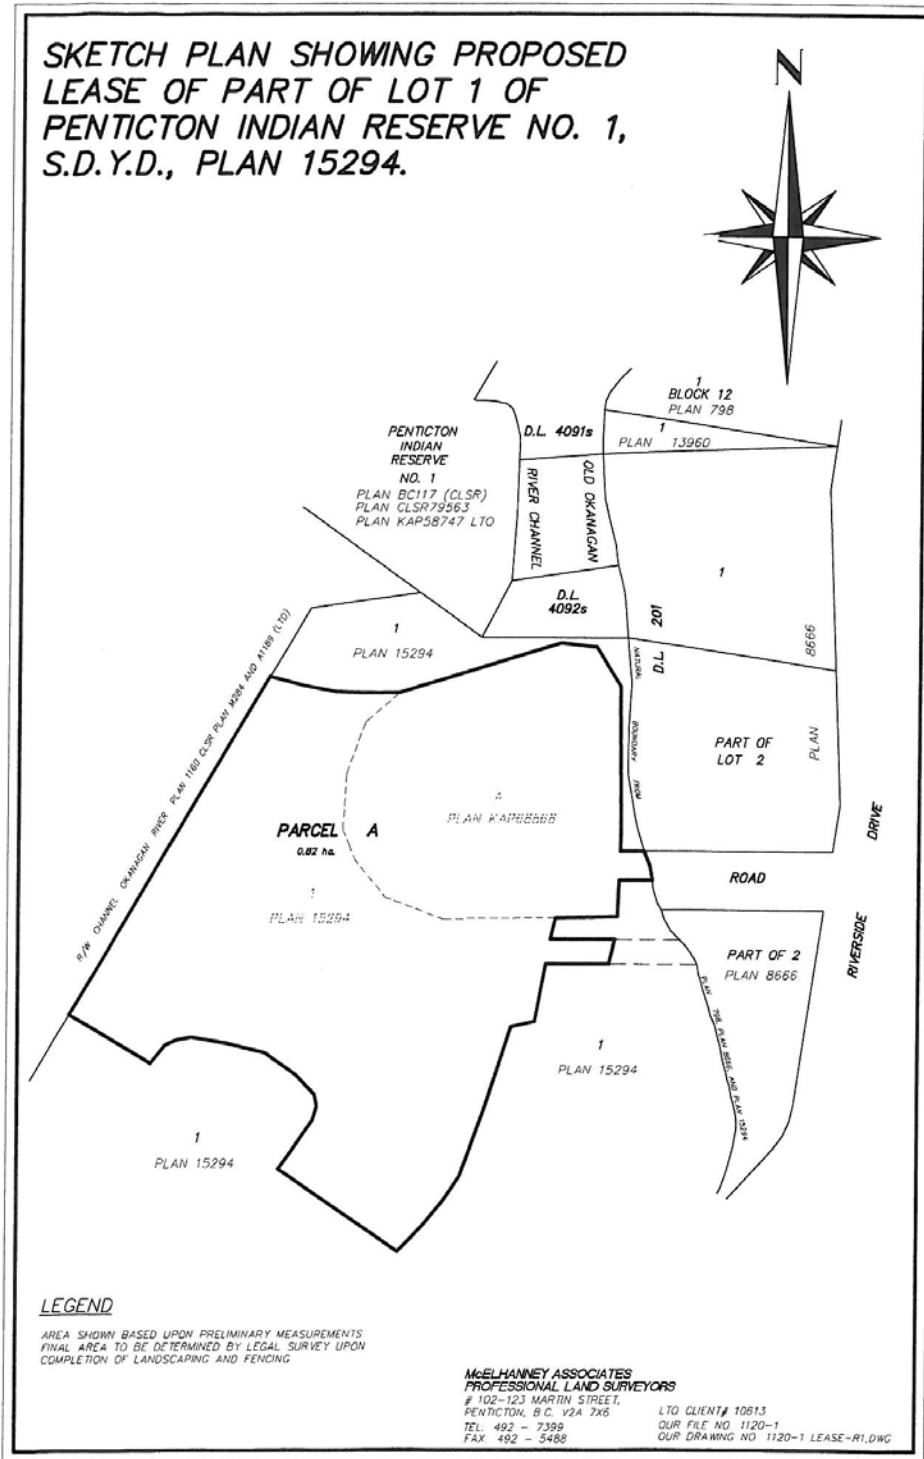 SKETCH PLAN SHOWING PROPOSED
LEASE OF PART OF LOT 1 OF
PENTICTON INDIAN RESERVE NO. 1,
S.D.Y.D., PLAN 15294.
N
1
BLOCK 12
PLAN 798
1
PLAN 13960
D.L. 4091s
PENTICTON
INDIAN
RESERVE
NO. 1
PLAN BC117 (CLSR)
PLAN CLSR79563
PLAN KAP58747 LTO
RIVER CHANNEL
OLD OKANAGAN
1
D.L.
4092s
D.L. 201
PLAN 8666
1
PLAN 15294
NATURAL BOUNDARY FROM
R/W CHANNEL OKANAGAN RIVER PLAN 1160 CLSR PLAN M284 AND A1189 (LTO)
PART OF
LOT 2
A
PLAN KAP68868
PARCEL A
0.82 ha.
RIVERSIDE DRIVE
ROAD
1
PLAN 15294
PART OF 2
PLAN 8666
PLAN 798, PLAN 8666, AND PLAN 15294
1
PLAN 15294
1
PLAN 15294
LEGEND
AREA SHOWN BASED UPON PRELIMINARY MEASUREMENTS
FINAL AREA TO BE DETERMINED BY LEGAL SURVEY UPON
COMPLETION OF LANDSCAPING AND FENCING
McELHANNEY ASSOCIATES
PROFESSIONAL LAND SURVEYORS
# 102-123 MARTIN STREET,
PENTICTON, B.C. V2A 7X6
TEL. 492 - 7399
FAX. 492 - 5488
LTO CLIENT# 10613
OUR FILE NO. 1120-1
OUR DRAWING NO. 1120-1 LEASE-R1.DWG